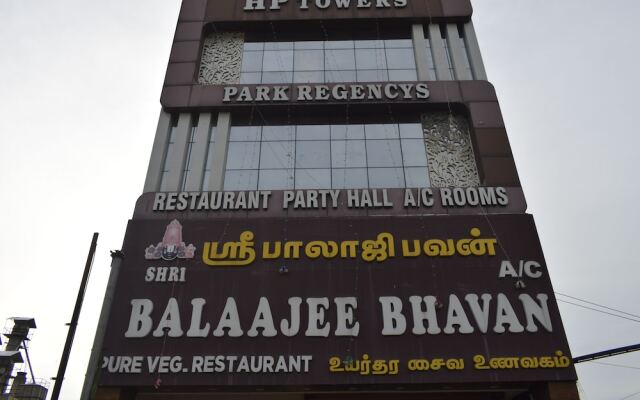 HP TOWERS
PARK REGENCYS
RESTAURANT PARTY HALL A/C ROOMS
ஸ்ரீ பாலாஜி பவன்
SHRI
A/C
BALAAJEE BHAVAN
PURE VEG. RESTAURANT உயர்தர சைவ உணவகம்